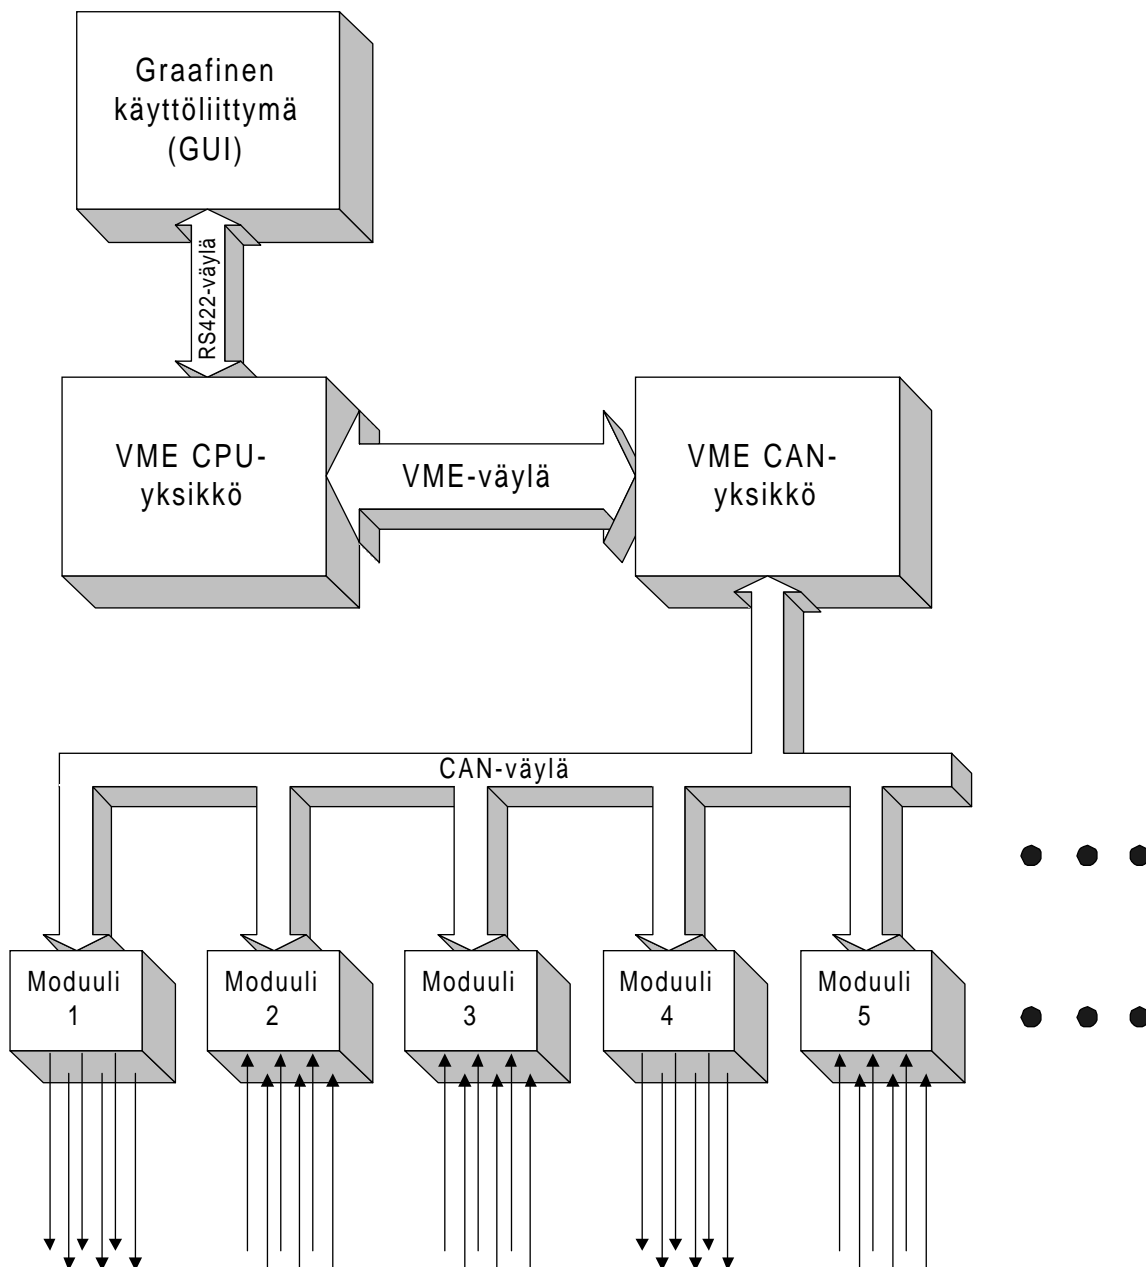 Graafinen
käyttöliittymä
(GUI)
RS422-väylä
VME CPU-
yksikkö
VME-väylä
VME CAN-
yksikkö
CAN-väylä
Moduuli
1
Moduuli
2
Moduuli
3
Moduuli
4
Moduuli
5